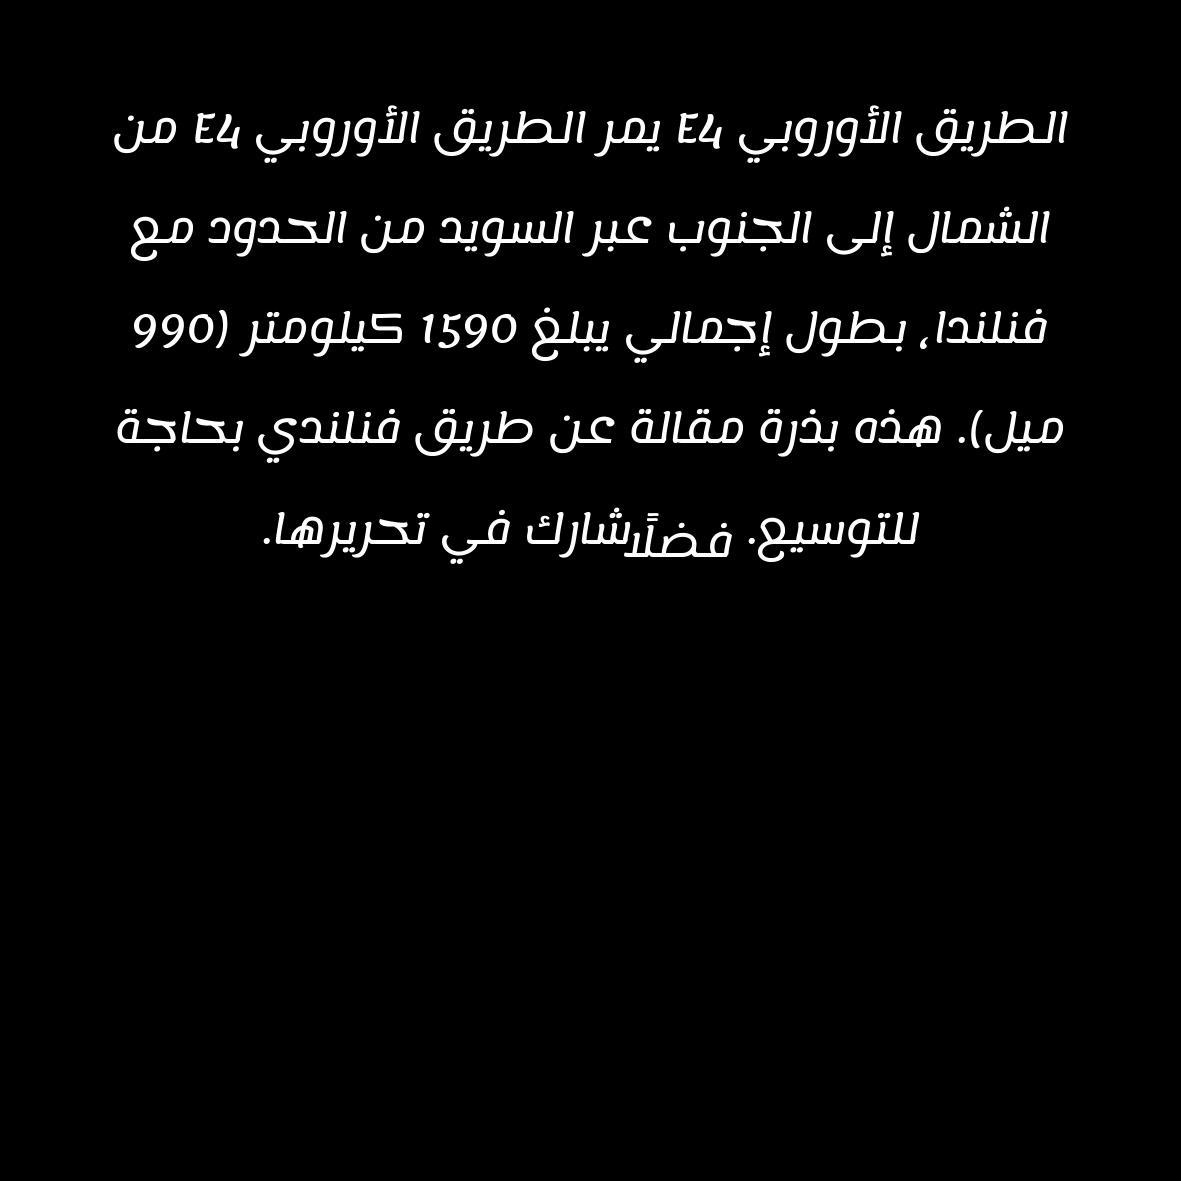 الطريق الأوروبي E4 يمر الطريق الأوروبي E4 من
الشمال إلى الجنوب عبر السويد من الحدود مع
فنلندا، بطول إجمالي يبلغ 1590 كيلومتر (990
ميل). هذه بذرة مقالة عن طريق فنلندي بحاجة
للتوسيع. فضلًا شارك في تحريرها.